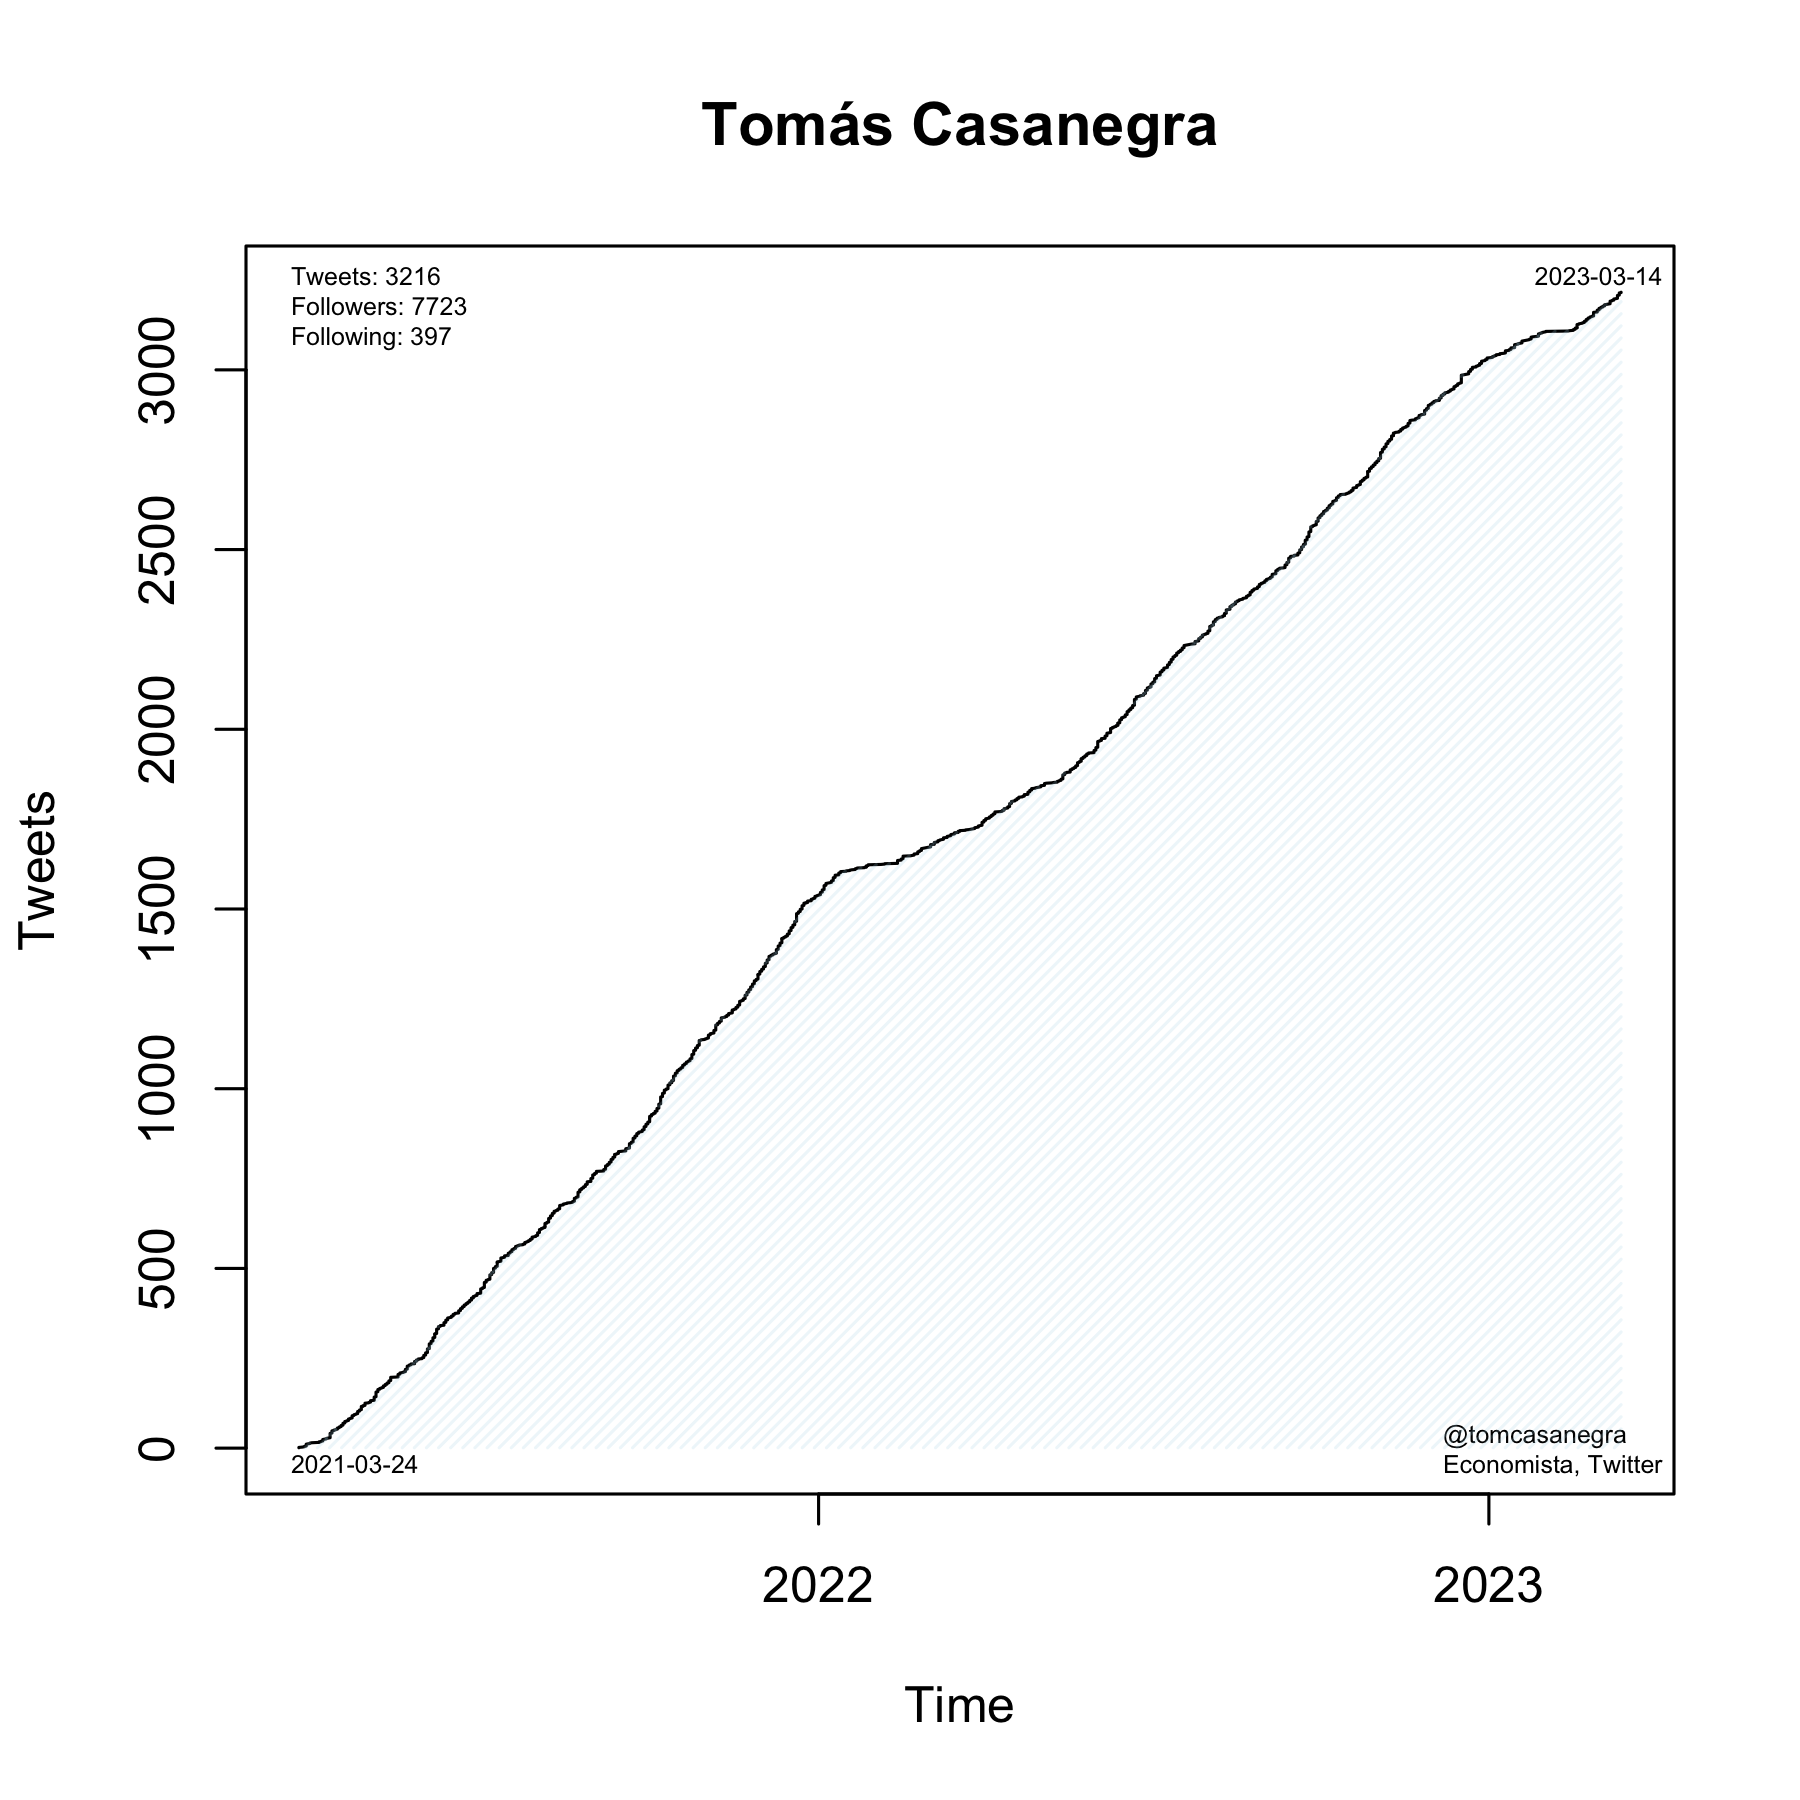 Tomás Casanegra
Tweets: 3216
Followers: 7723
Following: 397
2023-03-14
3000
2500
2000
1500
1000
500
0
Tweets
2021-03-24
@tomcasanegra
Economista, Twitter
2022
2023
Time